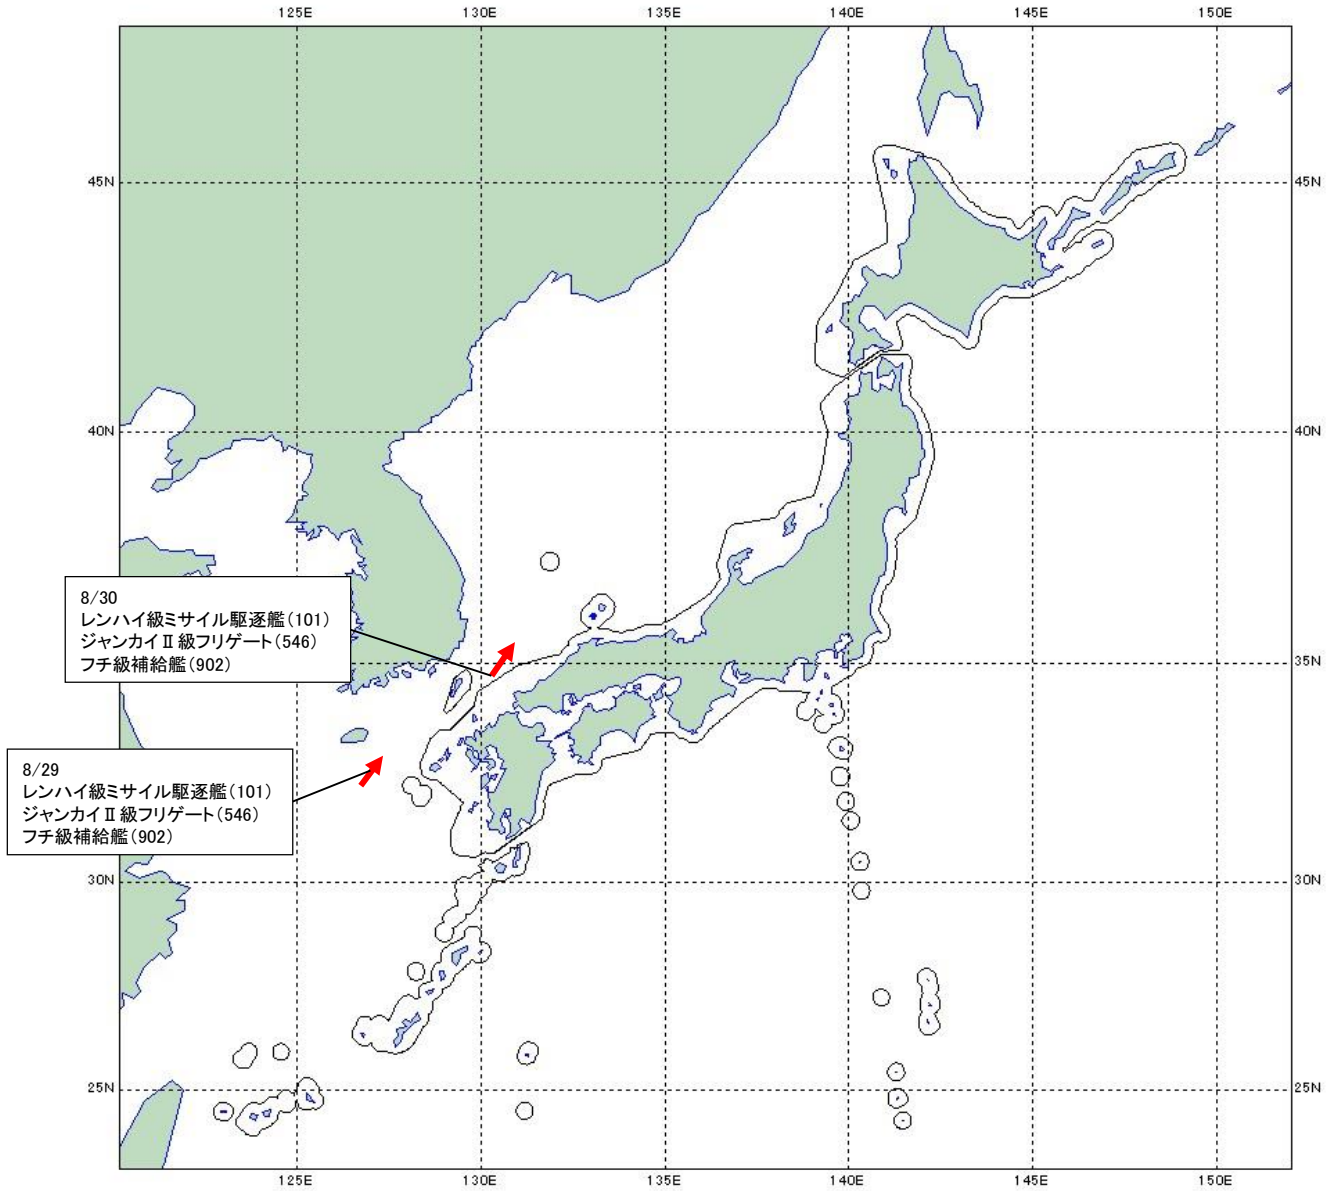 125E 130E 135E 140E 145E 150E
45N 45N
40N 40N
8/30
レンハイ級ミサイル駆逐艦(101)
ジャンカイⅡ級フリゲート(546)
フチ級補給艦(902)
35N 35N
8/29
レンハイ級ミサイル駆逐艦(101)
ジャンカイⅡ級フリゲート(546)
フチ級補給艦(902)
30N 30N
25N 25N
125E 130E 135E 140E 145E 150E